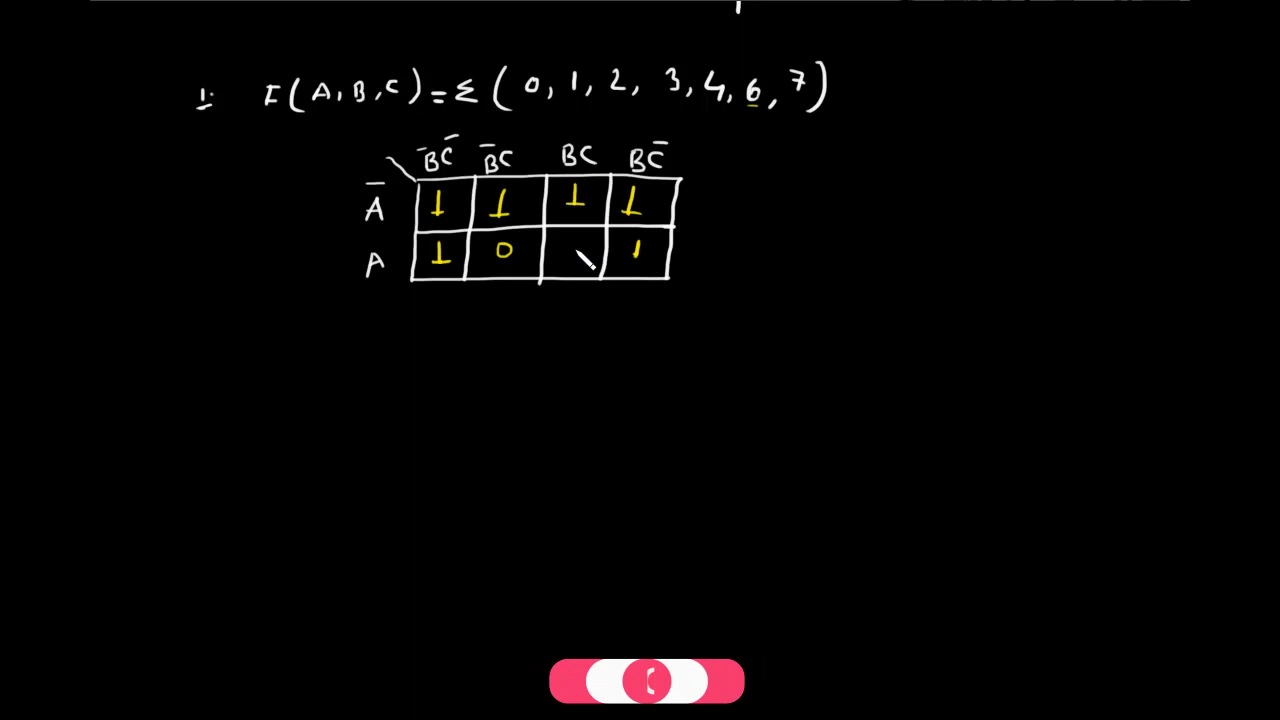 1. F(A,B,C)=Σ(0,1,2,3,4,6,7)
B̅C̅ B̅C BC BC̅
A̅ 1 1 1 1
A 1 0 1